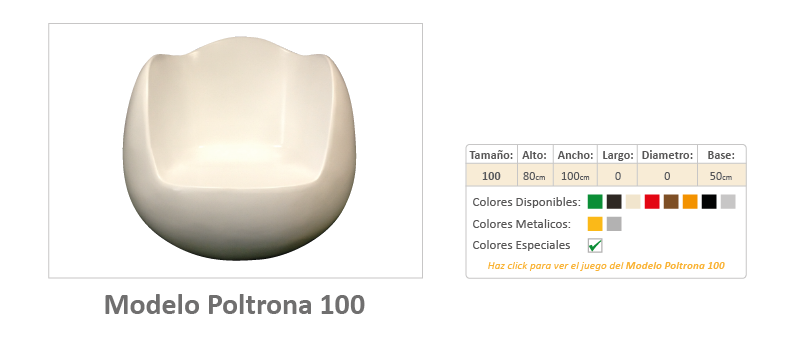 Modelo Poltrona 100
Tamaño: Alto: Ancho: Largo: Diametro: Base:
100 80cm 100cm 0 0 50cm
Colores Disponibles:
Colores Metalicos:
Colores Especiales
Haz click para ver el juego del Modelo Poltrona 100